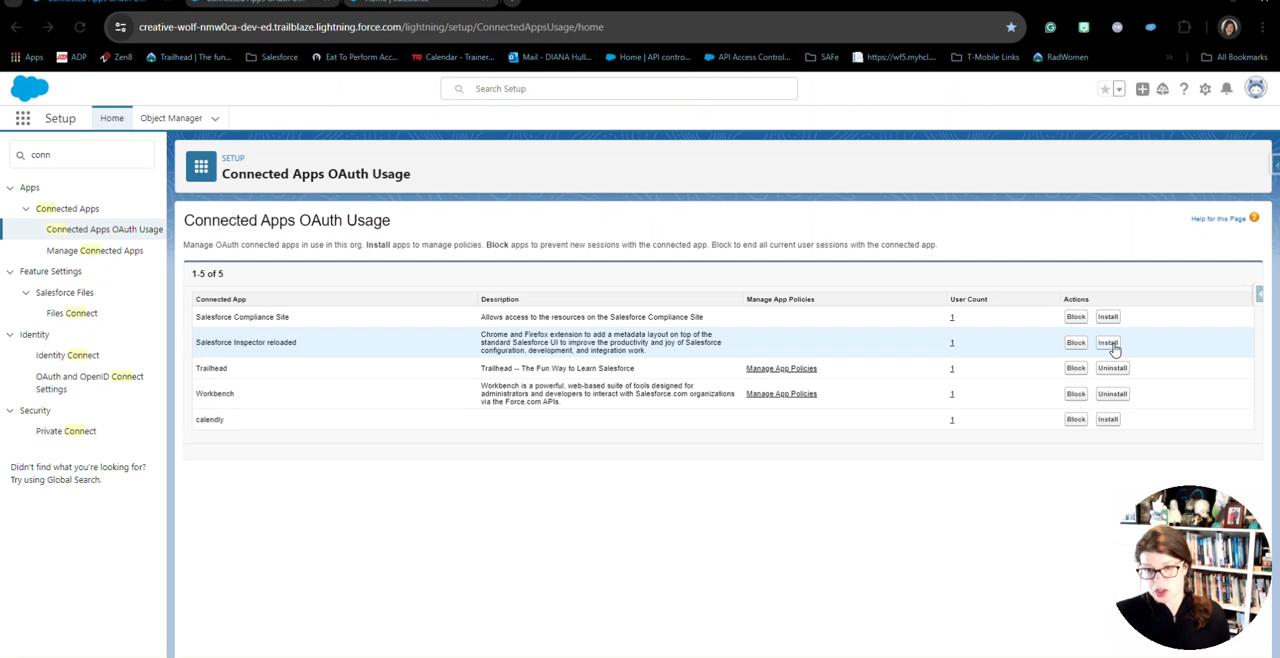 creative-wolf-nmw0ca-dev-ed.trailblaze.lightning.force.com/lightning/setup/ConnectedAppsUsage/home
Apps ADP Zen8 Trailhead | The fun... Salesforce Eat To Perform Acc... Calendar - Trainer... Mail - DIANA Hull... Home | API contro... API Access Control... SAFe https://wf5.myhcl.... T-Mobile Links RadWomen » All Bookmarks
Search Setup
Setup Home Object Manager
conn
Apps
Connected Apps
Connected Apps OAuth Usage
Manage Connected Apps
Feature Settings
Salesforce Files
Files Connect
Identity
Identity Connect
OAuth and OpenID Connect
Settings
Security
Private Connect
Didn't find what you're looking for?
Try using Global Search.
SETUP
Connected Apps OAuth Usage
Connected Apps OAuth Usage
Help for this Page
Manage OAuth connected apps in use in this org. Install apps to manage policies. Block apps to prevent new sessions with the connected app. Block to end all current user sessions with the connected app.
1-5 of 5
Connected App Description Manage App Policies User Count Actions
Salesforce Compliance Site Allows access to the resources on the Salesforce Compliance Site 1 Block Install
Salesforce Inspector reloaded Chrome and Firefox extension to add a metadata layout on top of the
standard Salesforce UI to improve the productivity and joy of Salesforce
configuration, development, and integration work. 1 Block Install
Trailhead Trailhead -- The Fun Way to Learn Salesforce Manage App Policies 1 Block Uninstall
Workbench Workbench is a powerful, web-based suite of tools designed for
administrators and developers to interact with Salesforce.com organizations
via the Force.com APIs. Manage App Policies 1 Block Uninstall
calendly 1 Block Install